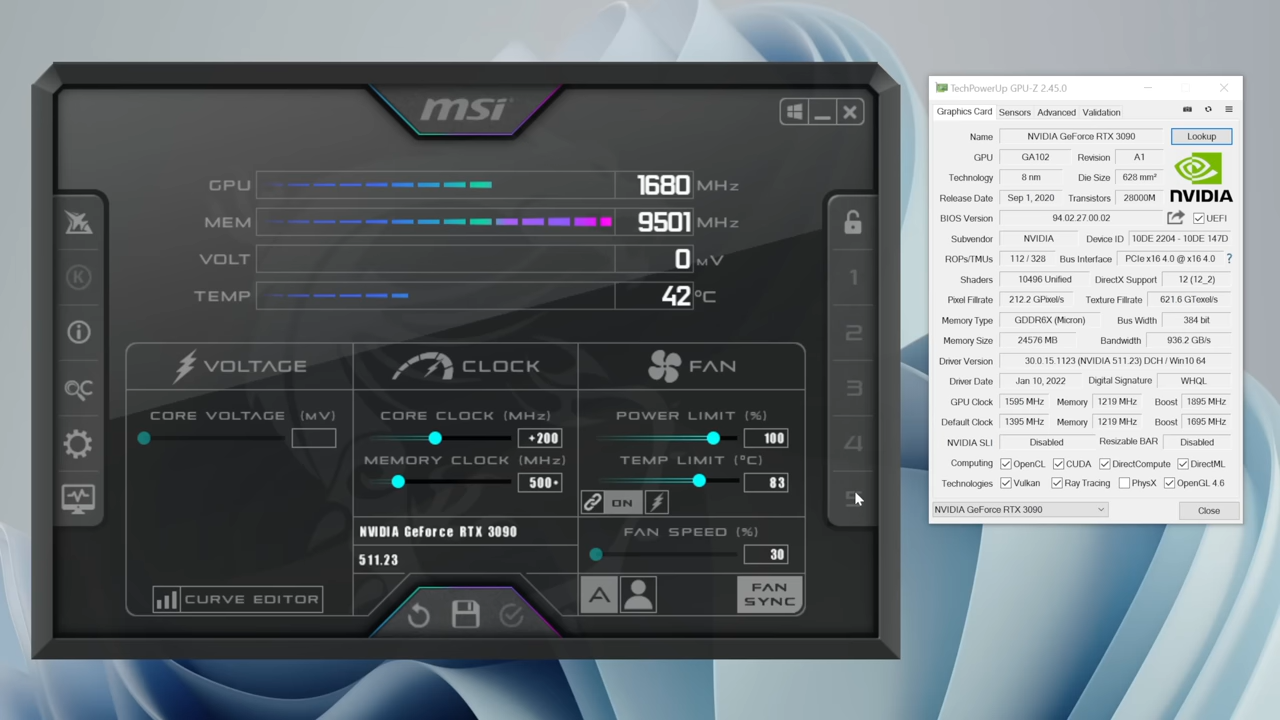 msi
GPU 1680 MHz
MEM 9501 MHz
VOLT 0 MV
TEMP 42 °C
VOLTAGE
CLOCK
FAN
CORE VOLTAGE (MV)
CORE CLOCK (MHz)
+200
MEMORY CLOCK (MHz)
500+
POWER LIMIT (%)
100
TEMP LIMIT (°C)
83
ON
NVIDIA GeForce RTX 3090
511.23
FAN SPEED (%)
30
CURVE EDITOR
A
FAN
SYNC
K
i
OC
1
2
3
4
5
TechPowerUp GPU-Z 2.45.0
Graphics Card Sensors Advanced Validation
Name NVIDIA GeForce RTX 3090 Lookup
GPU GA102 Revision A1
Technology 8 nm Die Size 628 mm²
Release Date Sep 1, 2020 Transistors 28000M
NVIDIA
BIOS Version 94.02.27.00.02 UEFI
Subvendor NVIDIA Device ID 10DE 2204 - 10DE 147D
ROPs/TMUs 112 / 328 Bus Interface PCIe x16 4.0 @ x16 4.0 ?
Shaders 10496 Unified DirectX Support 12 (12_2)
Pixel Fillrate 212.2 GPixel/s Texture Fillrate 621.6 GTexel/s
Memory Type GDDR6X (Micron) Bus Width 384 bit
Memory Size 24576 MB Bandwidth 936.2 GB/s
Driver Version 30.0.15.1123 (NVIDIA 511.23) DCH / Win10 64
Driver Date Jan 10, 2022 Digital Signature WHQL
GPU Clock 1595 MHz Memory 1219 MHz Boost 1895 MHz
Default Clock 1395 MHz Memory 1219 MHz Boost 1695 MHz
NVIDIA SLI Disabled Resizable BAR Disabled
Computing OpenCL CUDA DirectCompute DirectML
Technologies Vulkan Ray Tracing PhysX OpenGL 4.6
NVIDIA GeForce RTX 3090 Close